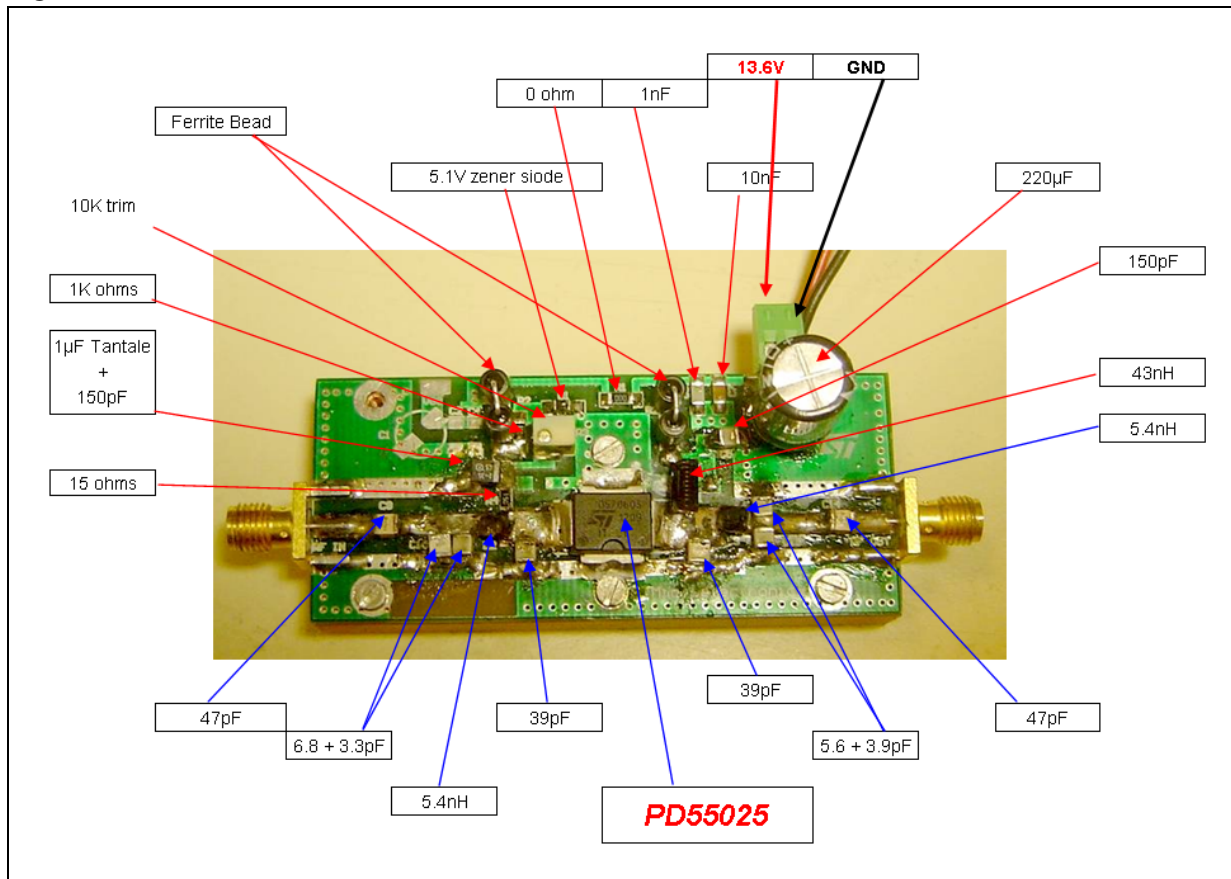 13.6V GND
0 ohm 1nF
Ferrite Bead
5.1V zener siode
10nF
220µF
10K trim
150pF
1K ohms
1µF Tantale
+
150pF
43nH
5.4nH
15 ohms
000
39pF
47pF
39pF
47pF
6.8 + 3.3pF
5.6 + 3.9pF
5.4nH
PD55025